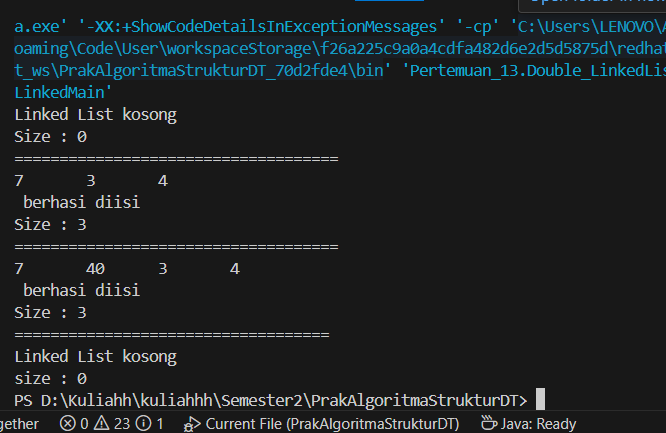 a.exe' '-XX:+ShowCodeDetailsInExceptionMessages' '-cp' 'C:\Users\LENOVO\
oaming\Code\User\workspaceStorage\f26a225c9a0a4cdfa482d6e2d5d5875d\redhat
t_ws\PrakAlgoritmaStrukturDT_70d2fde4\bin' 'Pertemuan_13.Double_LinkedLis
LinkedMain'
Linked List kosong
Size : 0
====================================
7       3       4
 berhasi diisi
Size : 3
====================================
7       40      3       4
 berhasi diisi
Size : 3
===================================
Linked List kosong
size : 0
PS D:\Kuliahh\kuliahhh\Semester2\PrakAlgoritmaStrukturDT>
gether 0 23 1 Current File (PrakAlgoritmaStrukturDT) Java: Ready